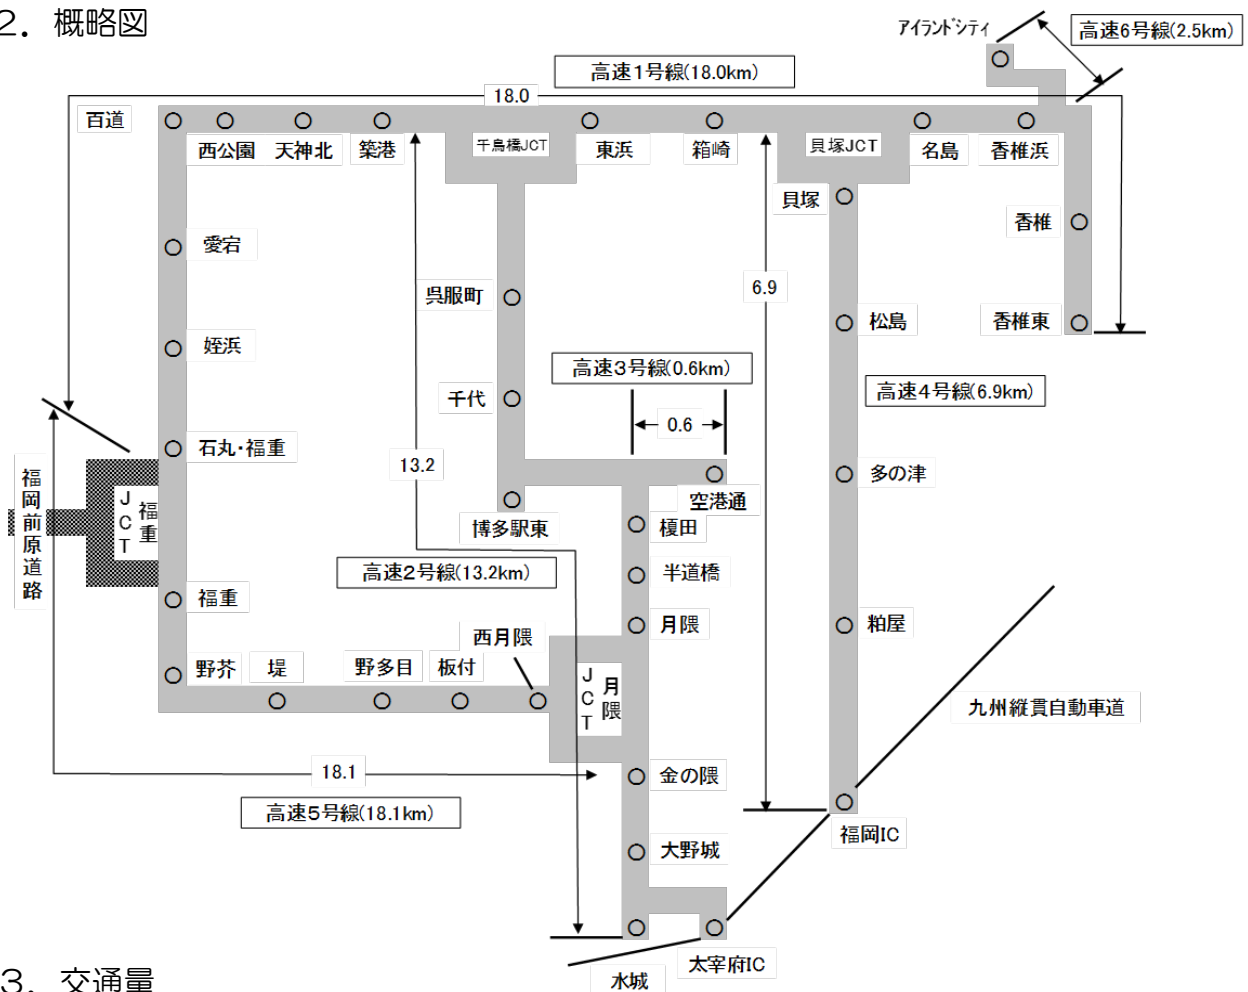 2．概略図
アイランドシティ
高速6号線(2.5km)
高速1号線(18.0km)
18.0
百道
西公園
天神北
築港
千鳥橋JCT
東浜
箱崎
貝塚JCT
名島
香椎浜
貝塚
愛宕
香椎
呉服町
6.9
松島
香椎東
姪浜
高速3号線(0.6km)
高速4号線(6.9km)
千代
0.6
石丸・福重
13.2
福岡前原道路
福重JCT
多の津
空港通
博多駅東
榎田
高速2号線(13.2km)
半道橋
福重
月隈
粕屋
西月隈
野芥
堤
野多目
板付
月隈JCT
九州縦貫自動車道
18.1
金の隈
高速5号線(18.1km)
福岡IC
大野城
太宰府IC
水城
3．交通量